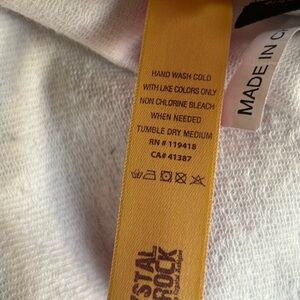 HAND WASH COLD
WITH LIKE COLORS ONLY
NON CHLORINE BLEACH
WHEN NEEDED
TUMBLE DRY MEDIUM
RN # 119418
CA# 41387
STAL
ROCK
MADE IN C